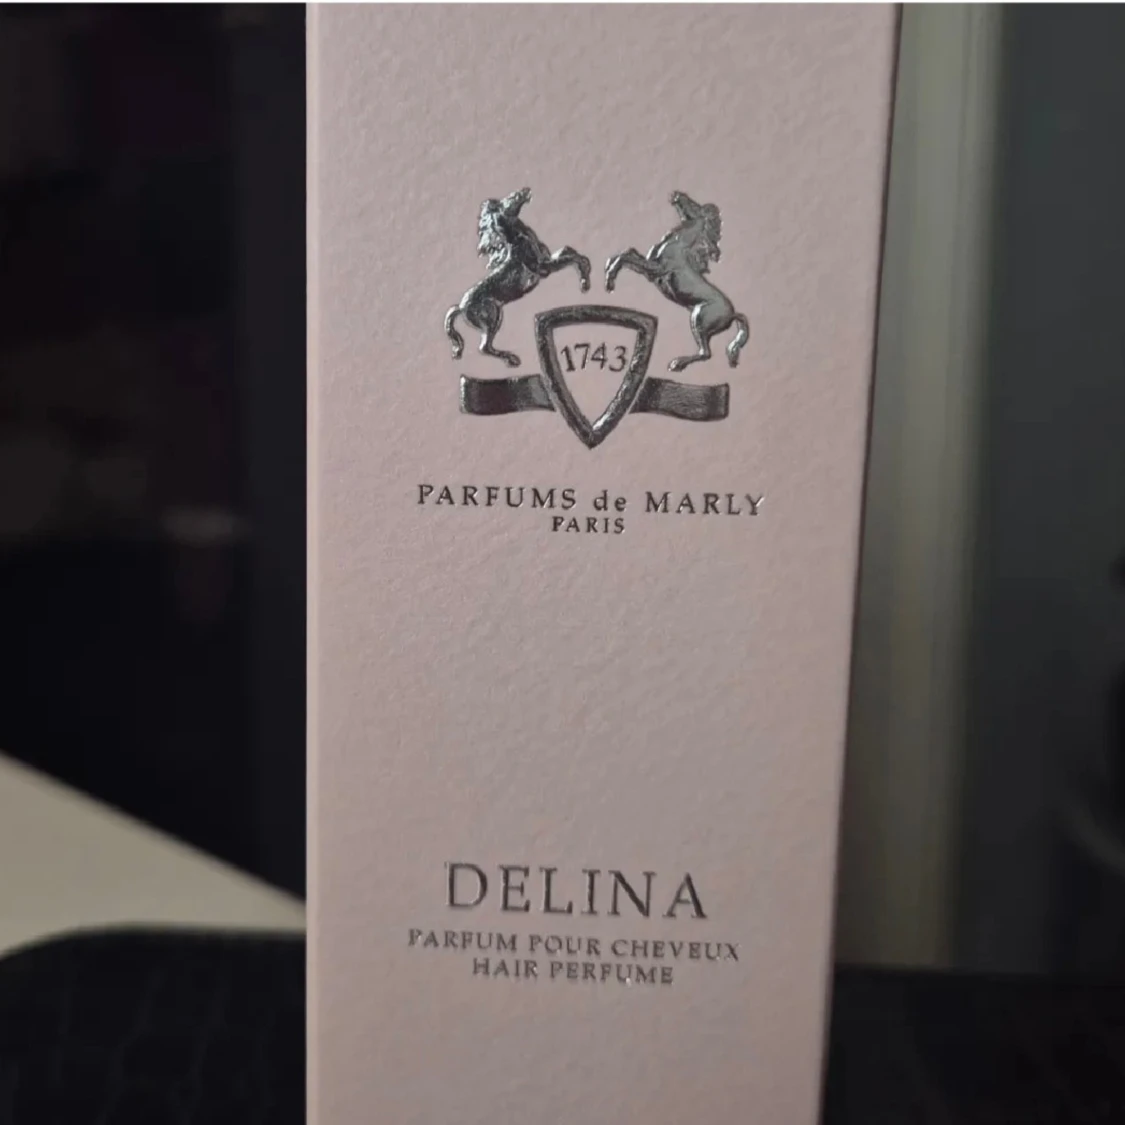 1743
PARFUMS de MARLY
PARIS
DELINA
PARFUM POUR CHEVEUX
HAIR PERFUME